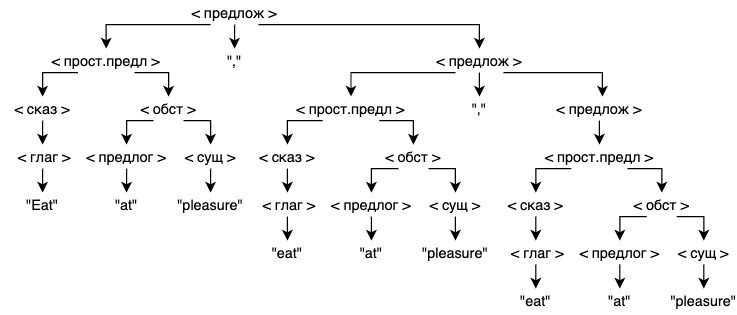 < предлож >
< прост.предл > "," < предлож >
< сказ > < обст > < прост.предл > "," < предлож >
< глаг > < предлог > < сущ > < сказ > < обст > < прост.предл >
"Eat" "at" "pleasure" < глаг > < предлог > < сущ > < сказ > < обст >
"eat" "at" "pleasure" < глаг > < предлог > < сущ >
"eat" "at" "pleasure"